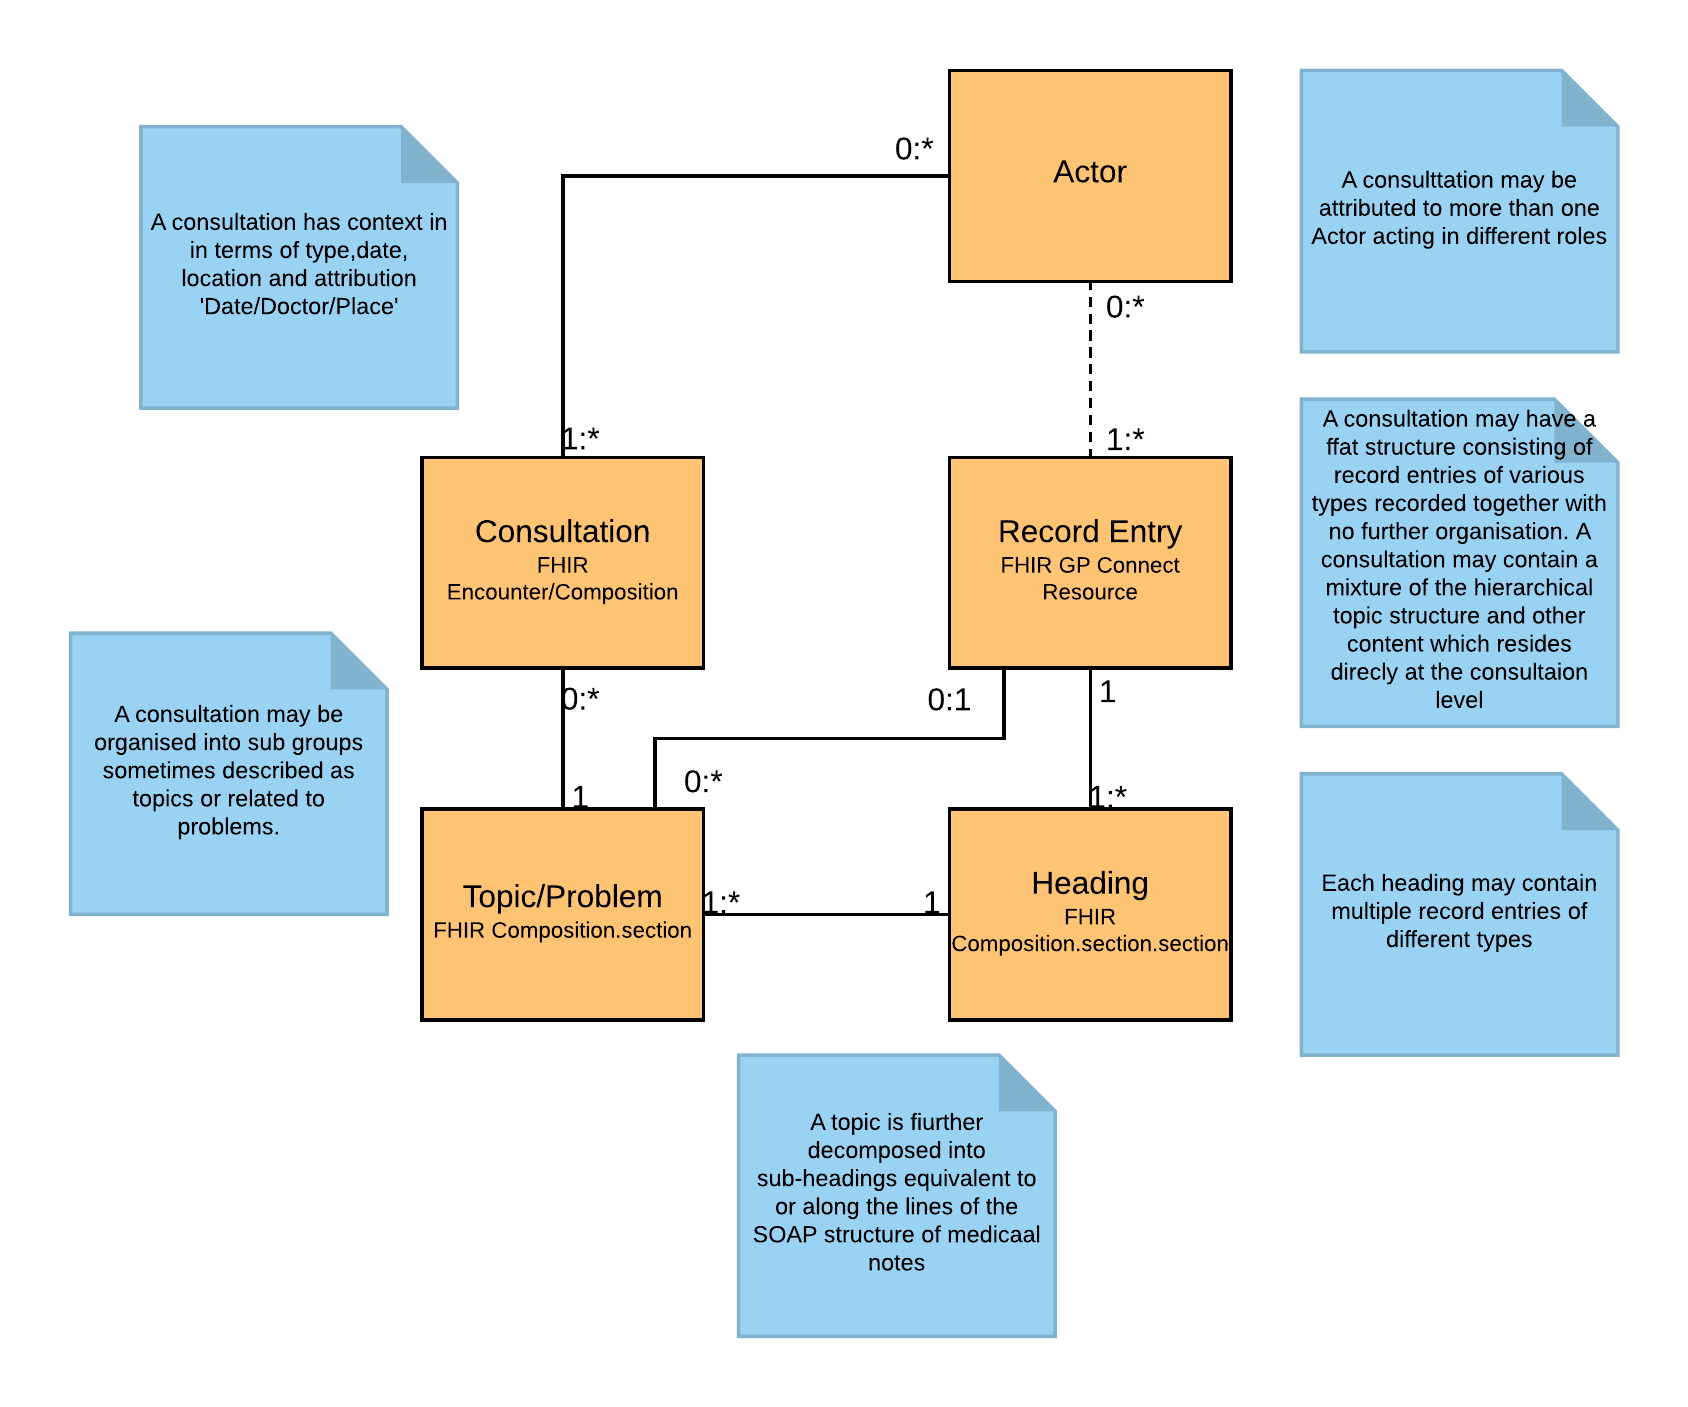 Actor
0:*
0:*
1:*
1:*
A consultation has context in
in terms of type,date,
location and attribution
'Date/Doctor/Place'
A consulttation may be
attributed to more than one
Actor acting in different roles
Consultation
FHIR
Encounter/Composition
Record Entry
FHIR GP Connect
Resource
A consultation may have a
ffat structure consisting of
record entries of various
types recorded together with
no further organisation. A
consultation may contain a
mixture of the hierarchical
topic structure and other
content which resides
direcly at the consultaion
level
0:*
0:1
1
0:*
1
1:*
A consultation may be
organised into sub groups
sometimes described as
topics or related to
problems.
Topic/Problem
FHIR Composition.section
1:*
1
Heading
FHIR
Composition.section.section
Each heading may contain
multiple record entries of
different types
A topic is fiurther
decomposed into
sub-headings equivalent to
or along the lines of the
SOAP structure of medicaal
notes